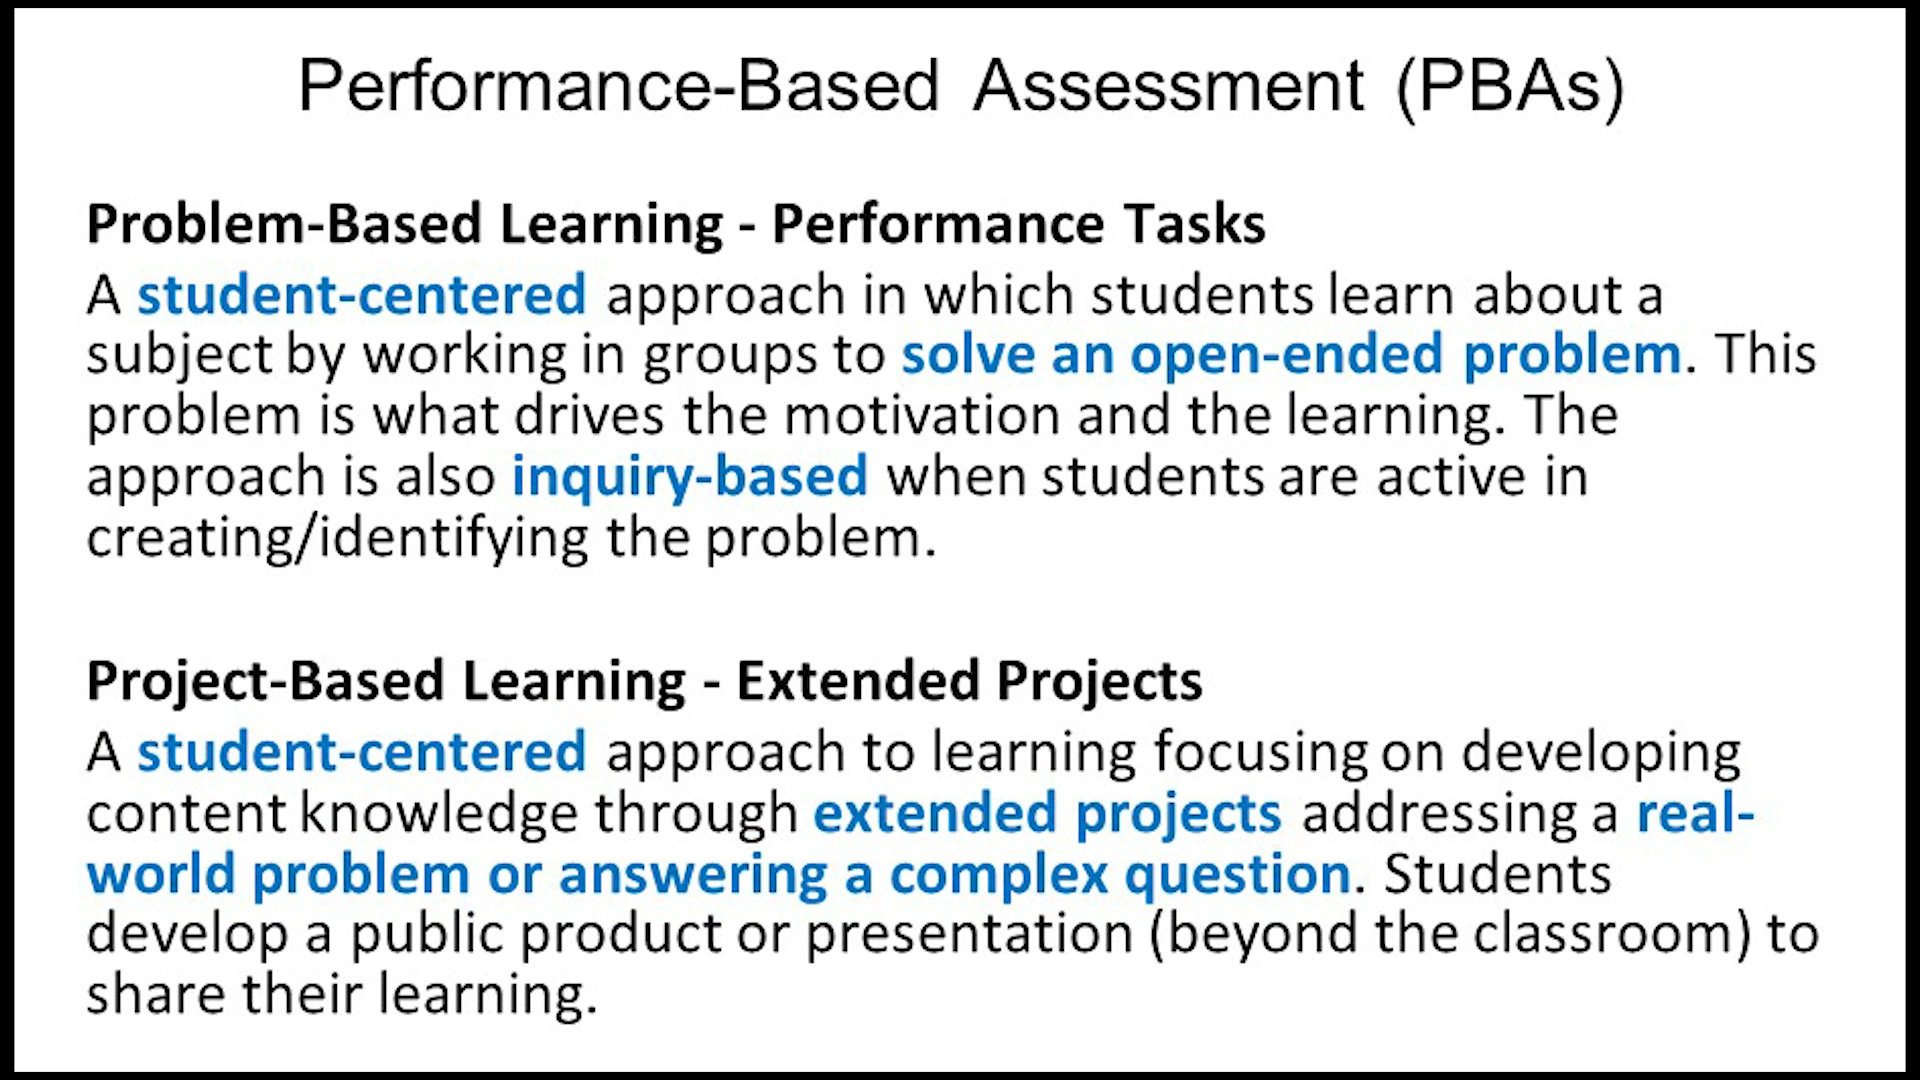 Performance-Based Assessment (PBAs)
Problem-Based Learning - Performance Tasks
A student-centered approach in which students learn about a
subject by working in groups to solve an open-ended problem. This
problem is what drives the motivation and the learning. The
approach is also inquiry-based when students are active in
creating/identifying the problem.
Project-Based Learning - Extended Projects
A student-centered approach to learning focusing on developing
content knowledge through extended projects addressing a real-
world problem or answering a complex question. Students
develop a public product or presentation (beyond the classroom) to
share their learning.